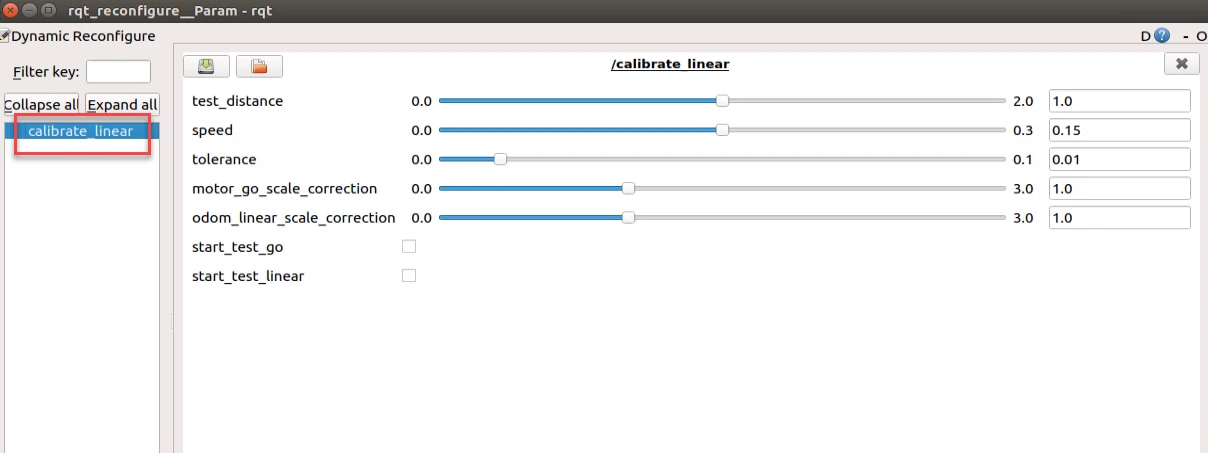 rqt_reconfigure__Param - rqt
Dynamic Reconfigure
D ? - O
Filter key:
Collapse all Expand all
calibrate_linear
/calibrate_linear
test_distance 0.0 2.0 1.0
speed 0.0 0.3 0.15
tolerance 0.0 0.1 0.01
motor_go_scale_correction 0.0 3.0 1.0
odom_linear_scale_correction 0.0 3.0 1.0
start_test_go
start_test_linear